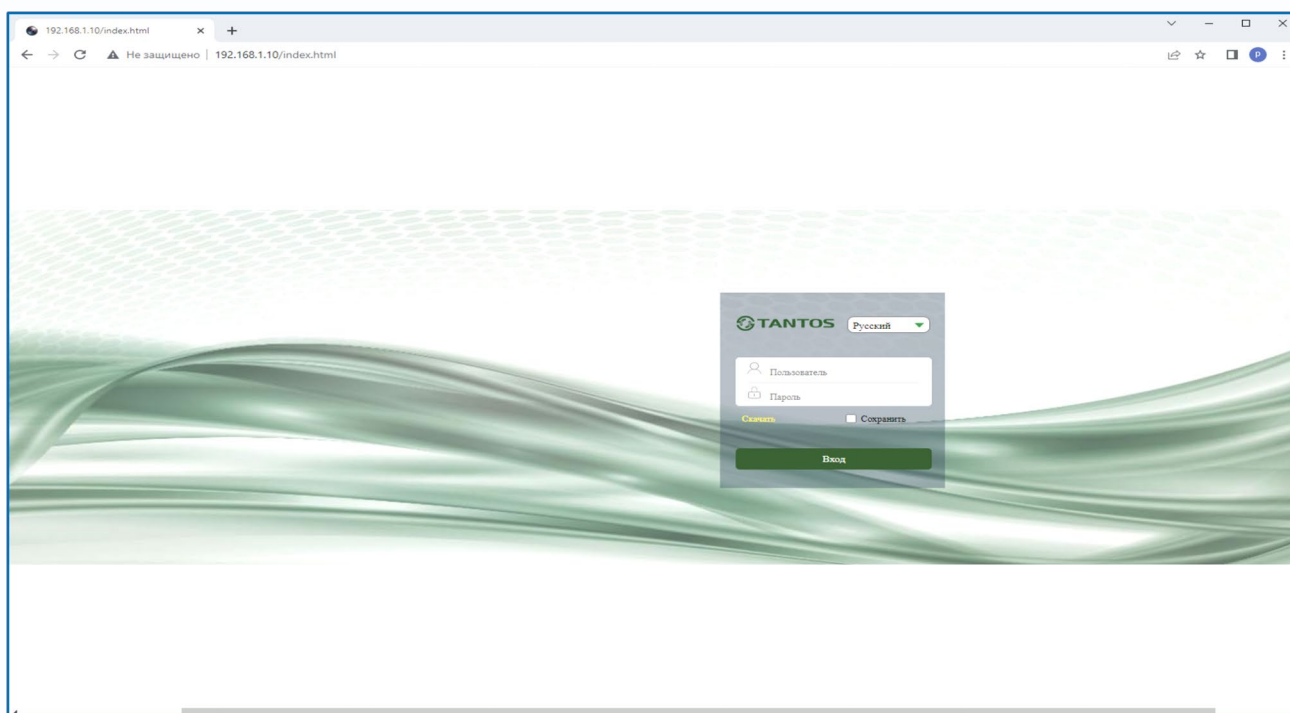 192.168.1.10/index.html
Не защищено | 192.168.1.10/index.html
P
TANTOS
Русский
Пользователь
Пароль
Скачать
Сохранить
Вход